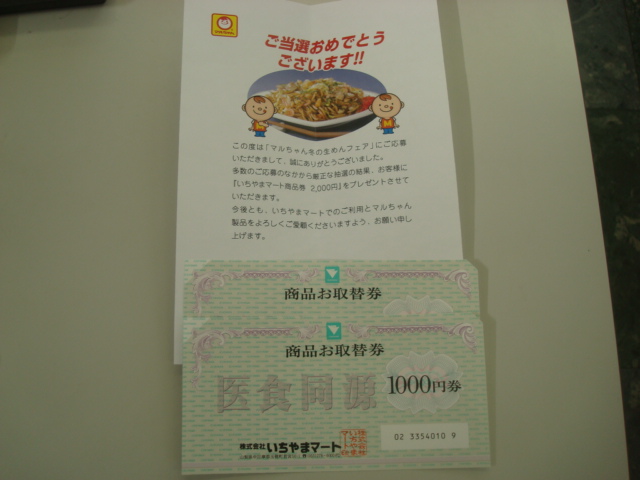 マルちゃん
ご当選おめでとう
ございます!!
この度は「マルちゃん冬の生めんフェア」にご応募
いただきまして、誠にありがとうございました。
多数のご応募のなかから厳正な抽選の結果、お客様に
『いちやまマート商品券 2,000円』をプレゼントさせて
いただきます。
今後とも、いちやまマートでのご利用とマルちゃん
製品をよろしくご愛顧くださいますよう、お願い申し
上げます。
商品お取替券
商品お取替券
医食同源
1000円券
株式会社 いちやまマート
02 3354010 9